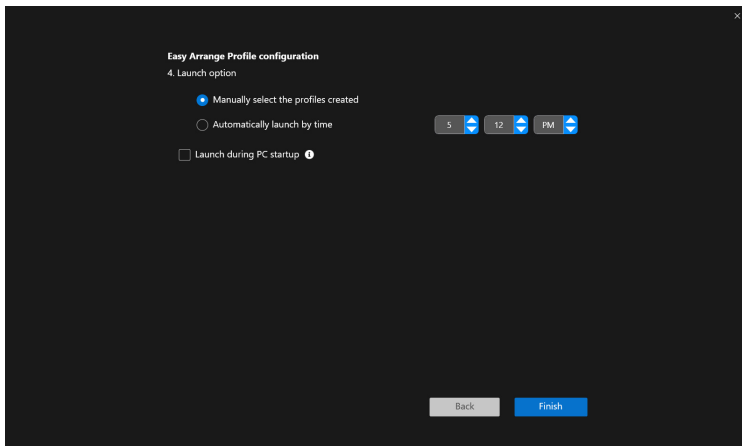 Easy Arrange Profile configuration
4. Launch option
Manually select the profiles created
Automatically launch by time 5 12 PM
Launch during PC startup
Back Finish